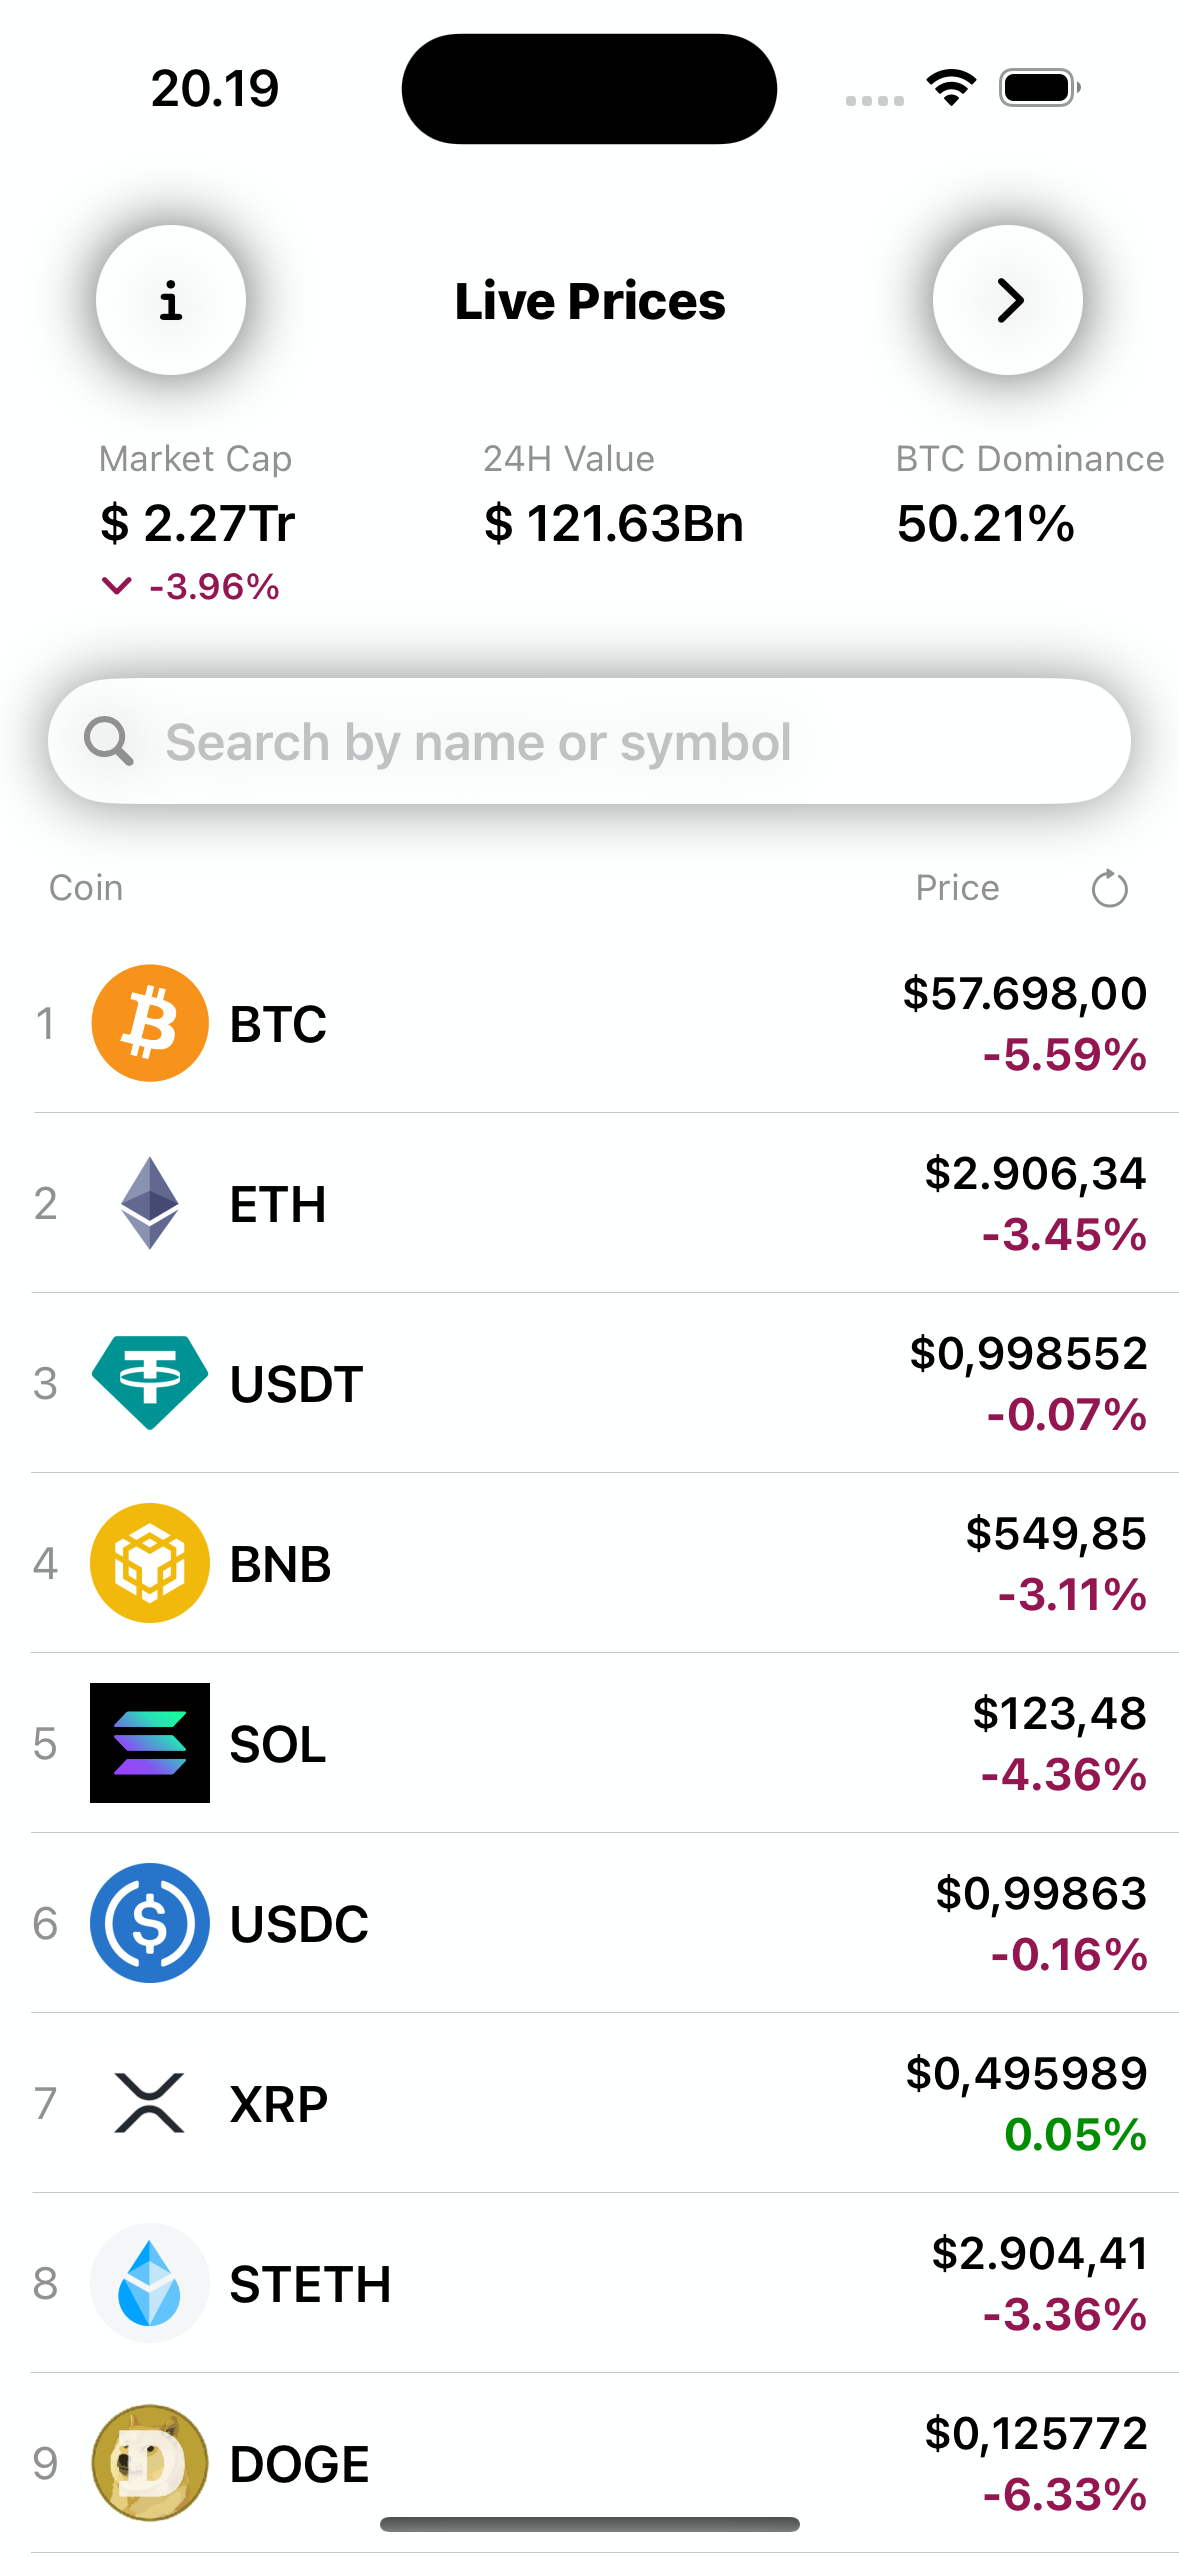 20.19
i
Live Prices
Market Cap 24H Value BTC Dominance
$ 2.27Tr $ 121.63Bn 50.21%
-3.96%
Search by name or symbol
Coin Price
1 BTC $57.698,00
-5.59%
2 ETH $2.906,34
-3.45%
3 USDT $0,998552
-0.07%
4 BNB $549,85
-3.11%
5 SOL $123,48
-4.36%
6 USDC $0,99863
-0.16%
7 XRP $0,495989
0.05%
8 STETH $2.904,41
-3.36%
9 DOGE $0,125772
-6.33%